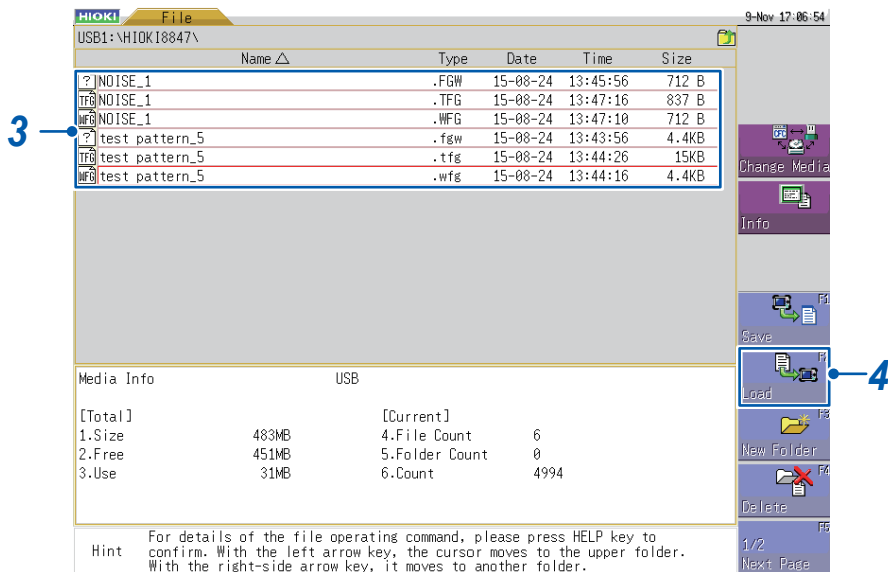 HIOKI File 9-Nov 17:06:54
USB1:\HIOKI8847\
Name △ Type Date Time Size
? NOISE_1 .FGW 15-08-24 13:45:56 712 B
TFG NOISE_1 .TFG 15-08-24 13:47:16 837 B
WFG NOISE_1 .WFG 15-08-24 13:47:10 712 B
? test pattern_5 .fgw 15-08-24 13:43:56 4.4KB
TFG test pattern_5 .tfg 15-08-24 13:44:26 15KB
WFG test pattern_5 .wfg 15-08-24 13:44:16 4.4KB
3
CFC
Change Media
Info
F1
Save
F2
Load
4
F3
New Folder
F4
Delete
F5
1/2
Next Page
Media Info USB
[Total] [Current]
1.Size 483MB 4.File Count 6
2.Free 451MB 5.Folder Count 0
3.Use 31MB 6.Count 4994
Hint For details of the file operating command, please press HELP key to
confirm. With the left arrow key, the cursor moves to the upper folder.
With the right-side arrow key, it moves to another folder.